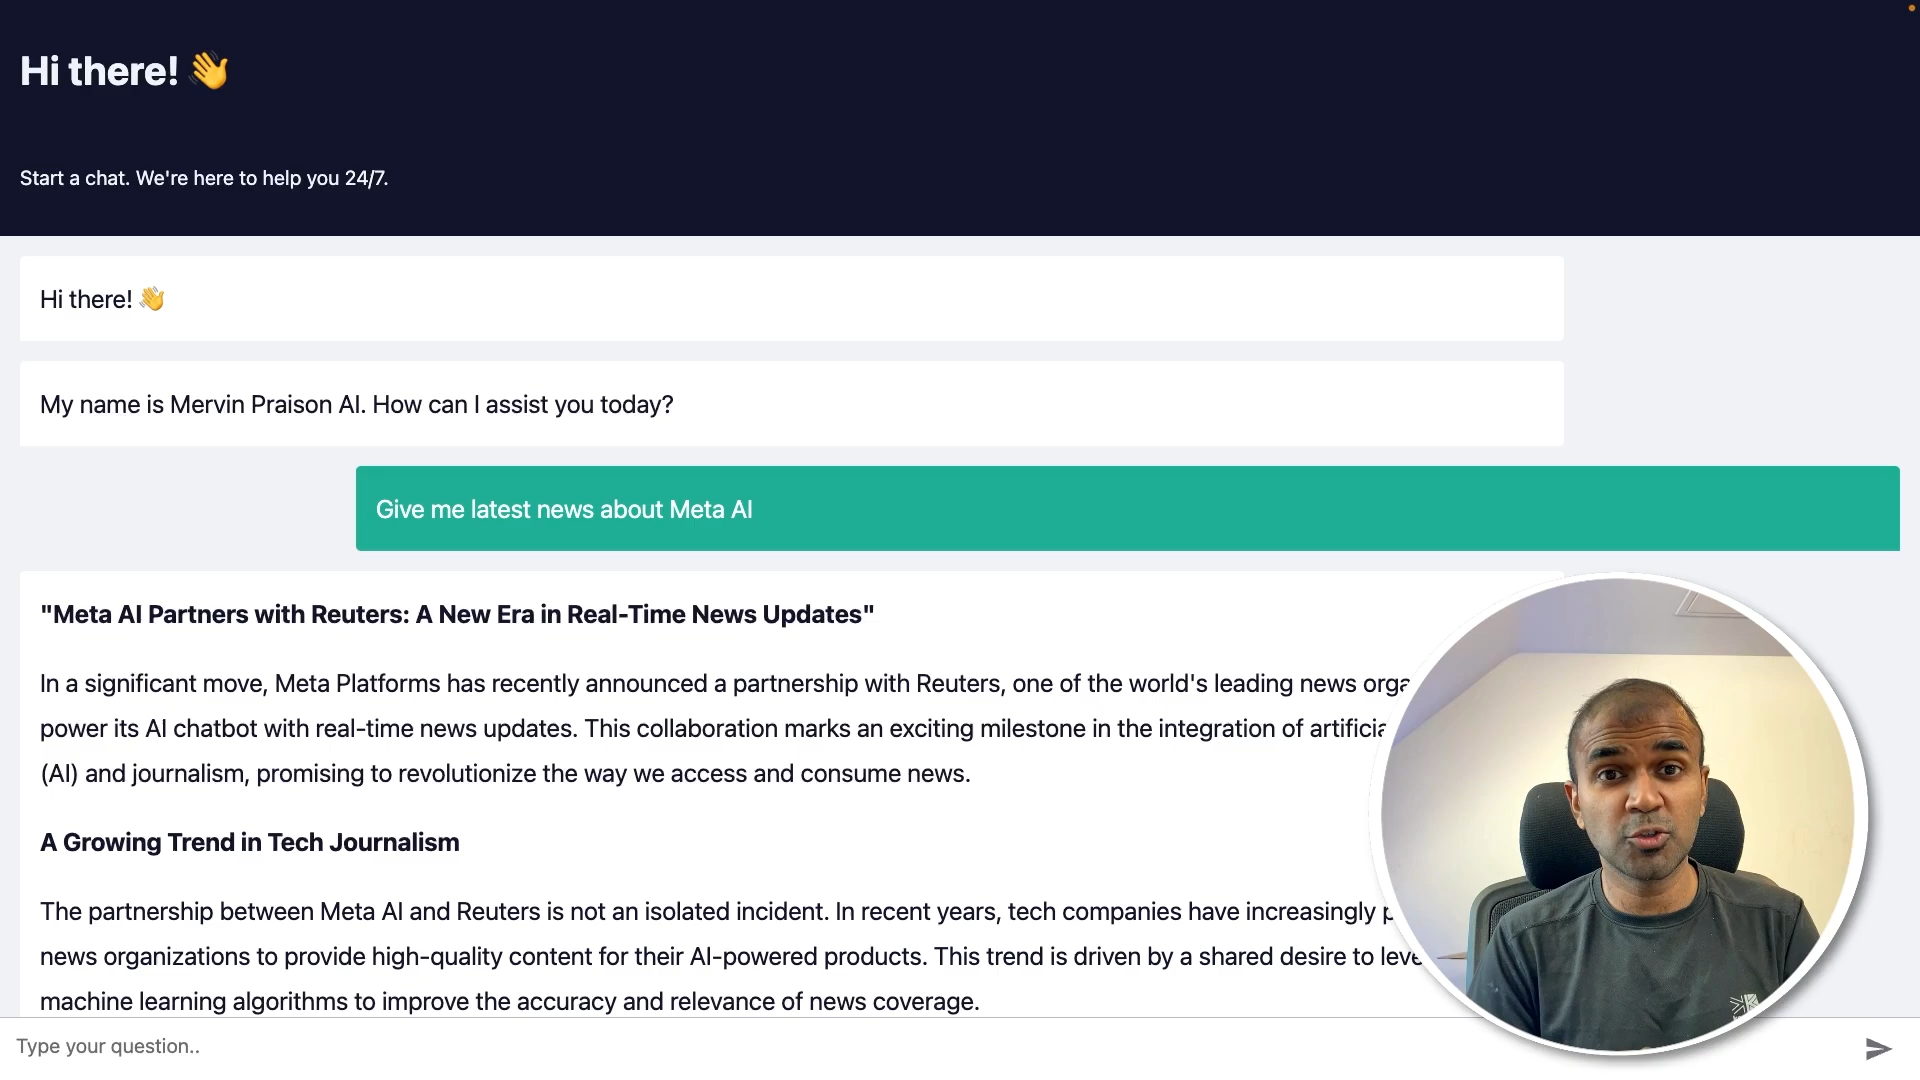 Hi there! 👋
Start a chat. We're here to help you 24/7.
Hi there! 👋
My name is Mervin Praison AI. How can I assist you today?
Give me latest news about Meta AI
"Meta AI Partners with Reuters: A New Era in Real-Time News Updates"
In a significant move, Meta Platforms has recently announced a partnership with Reuters, one of the world's leading news
power its AI chatbot with real-time news updates. This collaboration marks an exciting milestone in the integration of
(AI) and journalism, promising to revolutionize the way we access and consume news.
A Growing Trend in Tech Journalism
The partnership between Meta AI and Reuters is not an isolated incident. In recent years, tech companies have increasingly
news organizations to provide high-quality content for their AI-powered products. This trend is driven by a shared desire to
machine learning algorithms to improve the accuracy and relevance of news coverage.
Type your question..